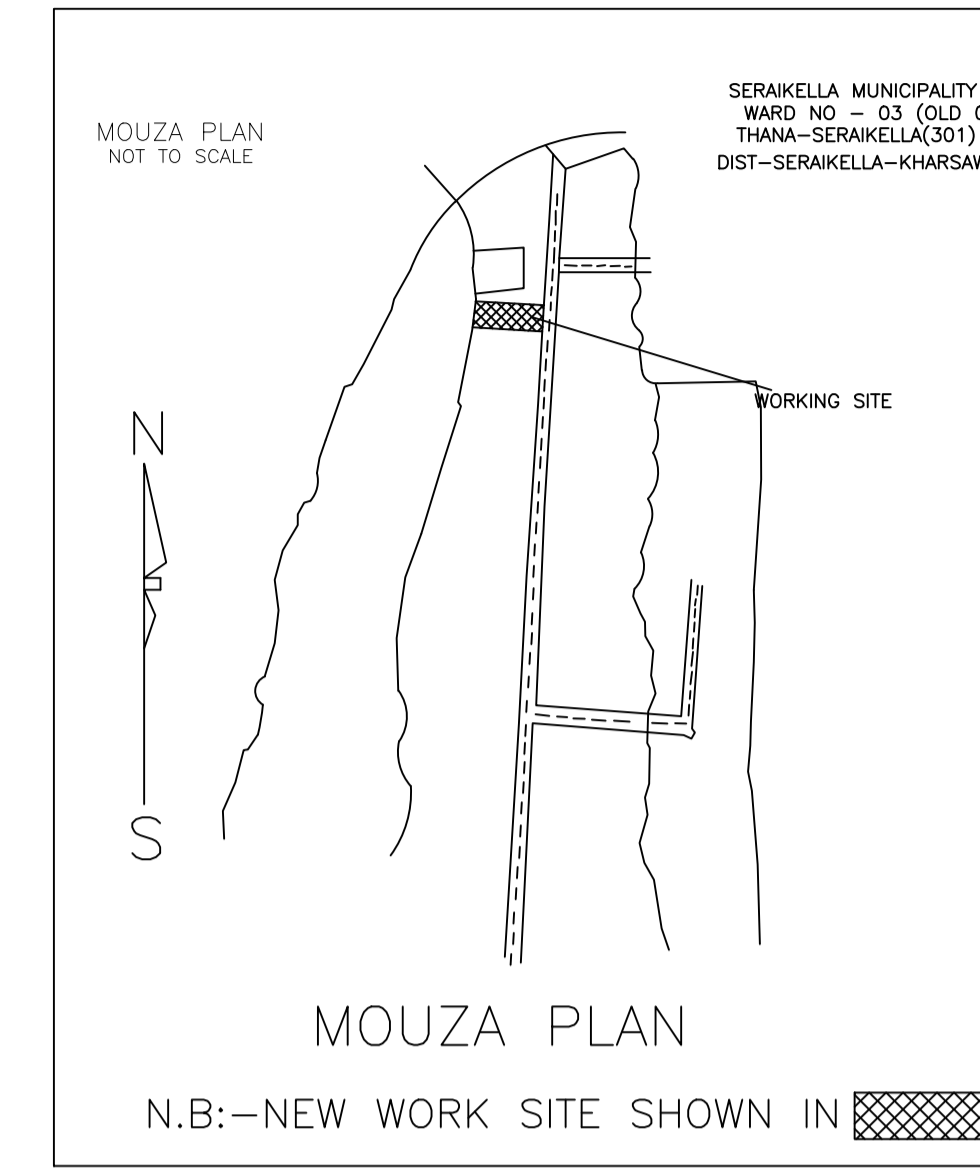 SERAIKELLA MUNICIPALITY
WARD NO – 03 (OLD
THANA–SERAIKELLA(301)
DIST–SERAIKELLA–KHARSAW
MOUZA PLAN
NOT TO SCALE
WORKING SITE
N
S
MOUZA PLAN
N.B:–NEW WORK SITE SHOWN IN